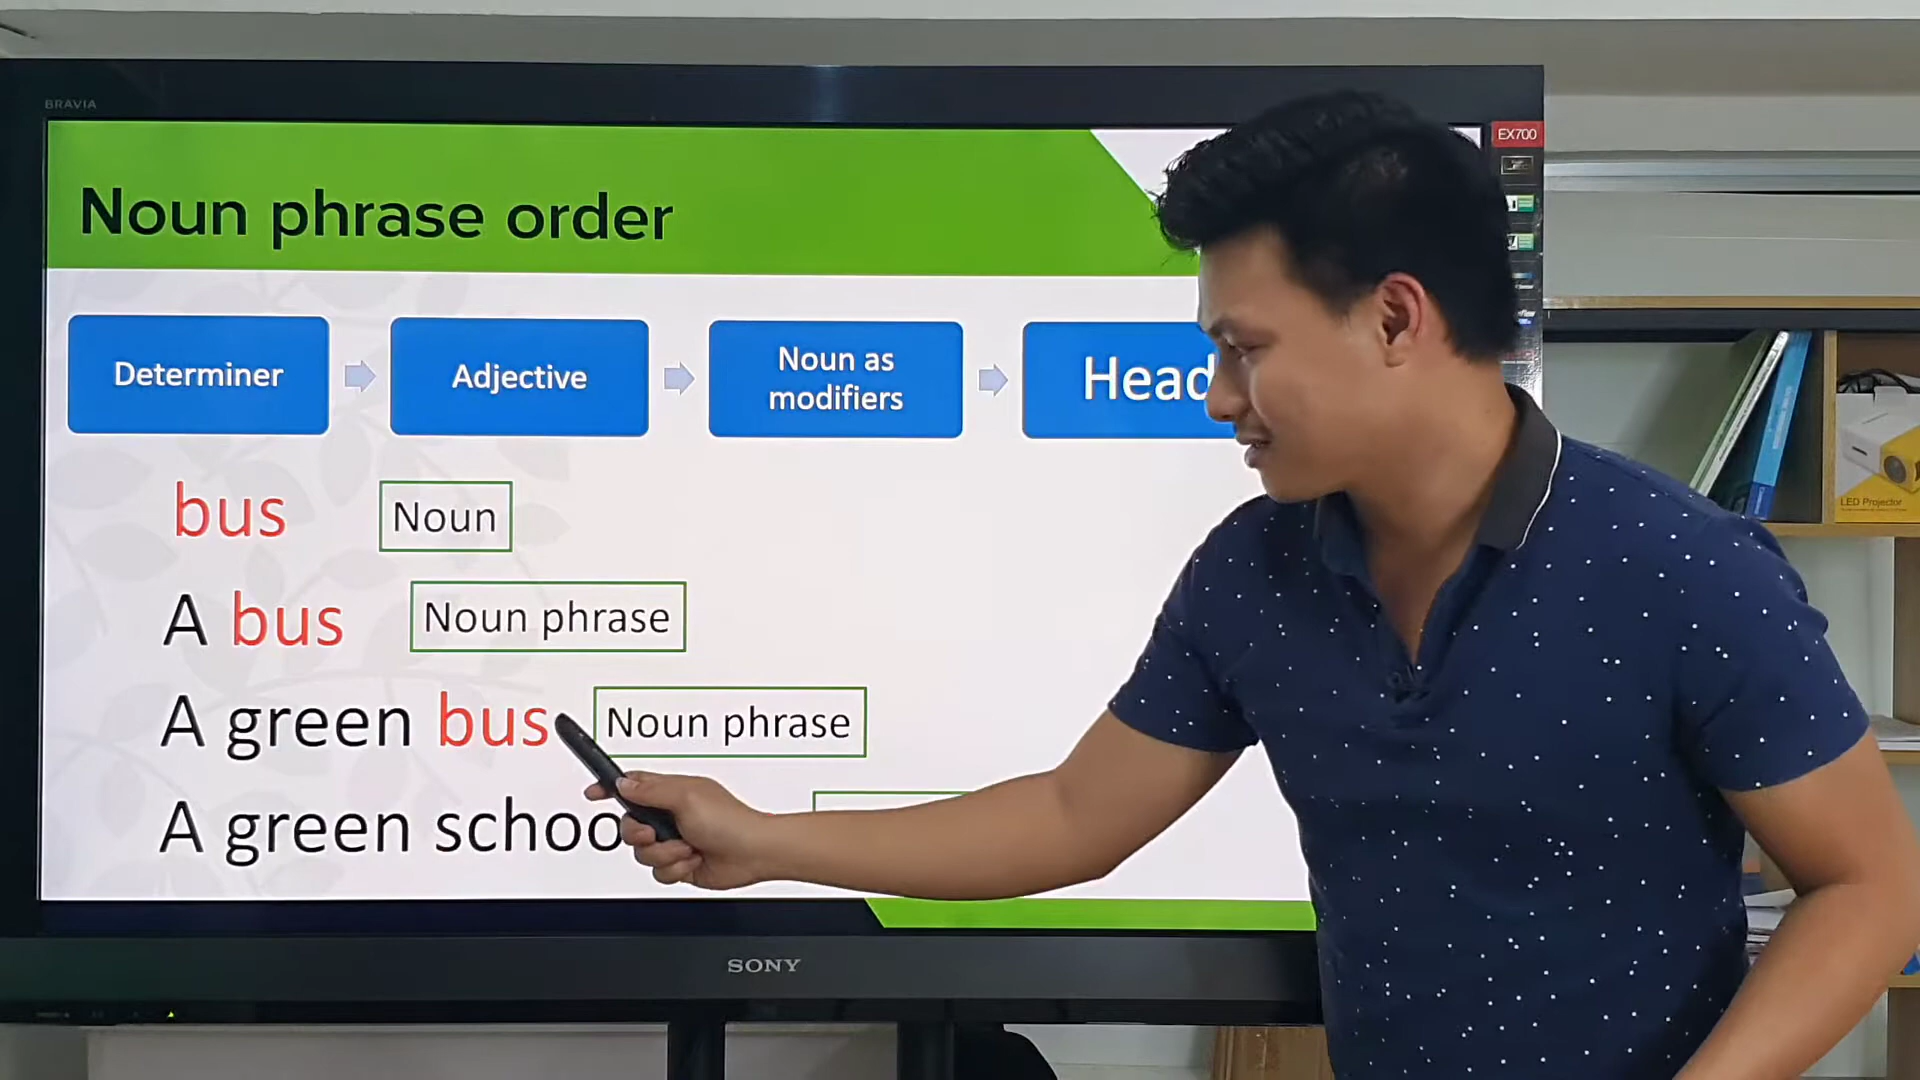 BRAVIA
EX700
Noun phrase order
Determiner
Adjective
Noun as
modifiers
Head
bus
Noun
A bus
Noun phrase
A green bus
Noun phrase
A green
LED Projector
SONY